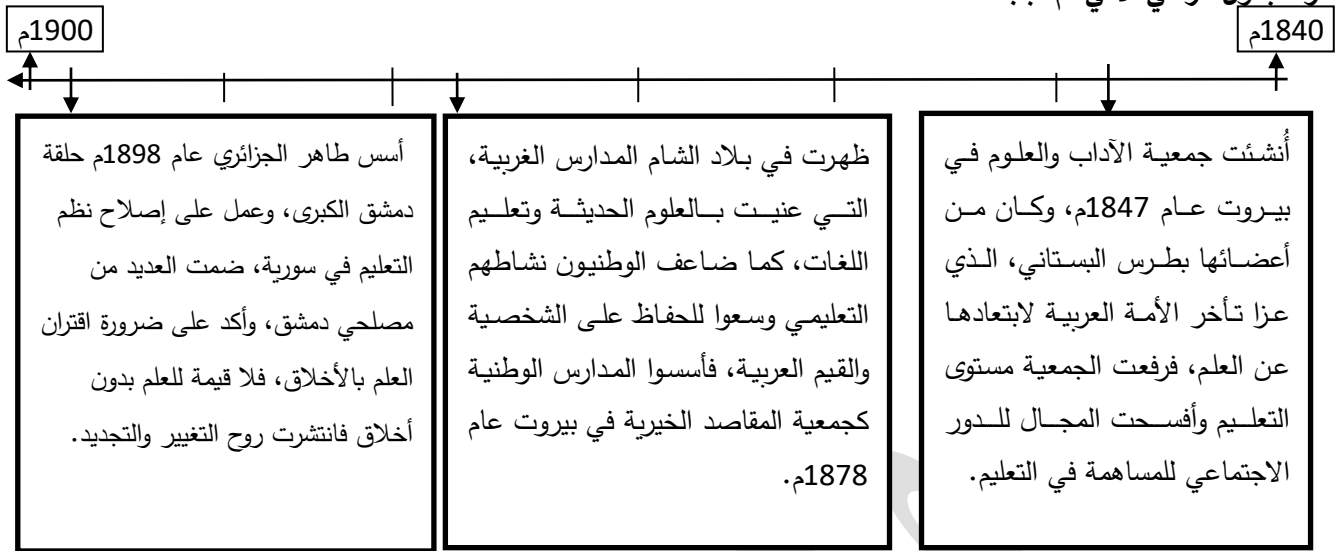 1840م
1900م
أُنشئت جمعية الآداب والعلوم في
بيروت عام 1847م، وكان من
أعضائها بطرس البستاني، الذي
عزا تأخر الأمة العربية لابتعادها
عن العلم، فرفعت الجمعية مستوى
التعليم وأفسحت المجال للدور
الاجتماعي للمساهمة في التعليم.
ظهرت في بلاد الشام المدارس الغربية،
التي عنيت بالعلوم الحديثة وتعليم
اللغات، كما ضاعف الوطنيون نشاطهم
التعليمي وسعوا للحفاظ على الشخصية
والقيم العربية، فأسسوا المدارس الوطنية
كجمعية المقاصد الخيرية في بيروت عام
1878م.
أسس طاهر الجزائري عام 1898م حلقة
دمشق الكبرى، وعمل على إصلاح نظم
التعليم في سورية، ضمت العديد من
مصلحي دمشق، وأكد على ضرورة اقتران
العلم بالأخلاق، فلا قيمة للعلم بدون
أخلاق فانتشرت روح التغيير والتجديد.